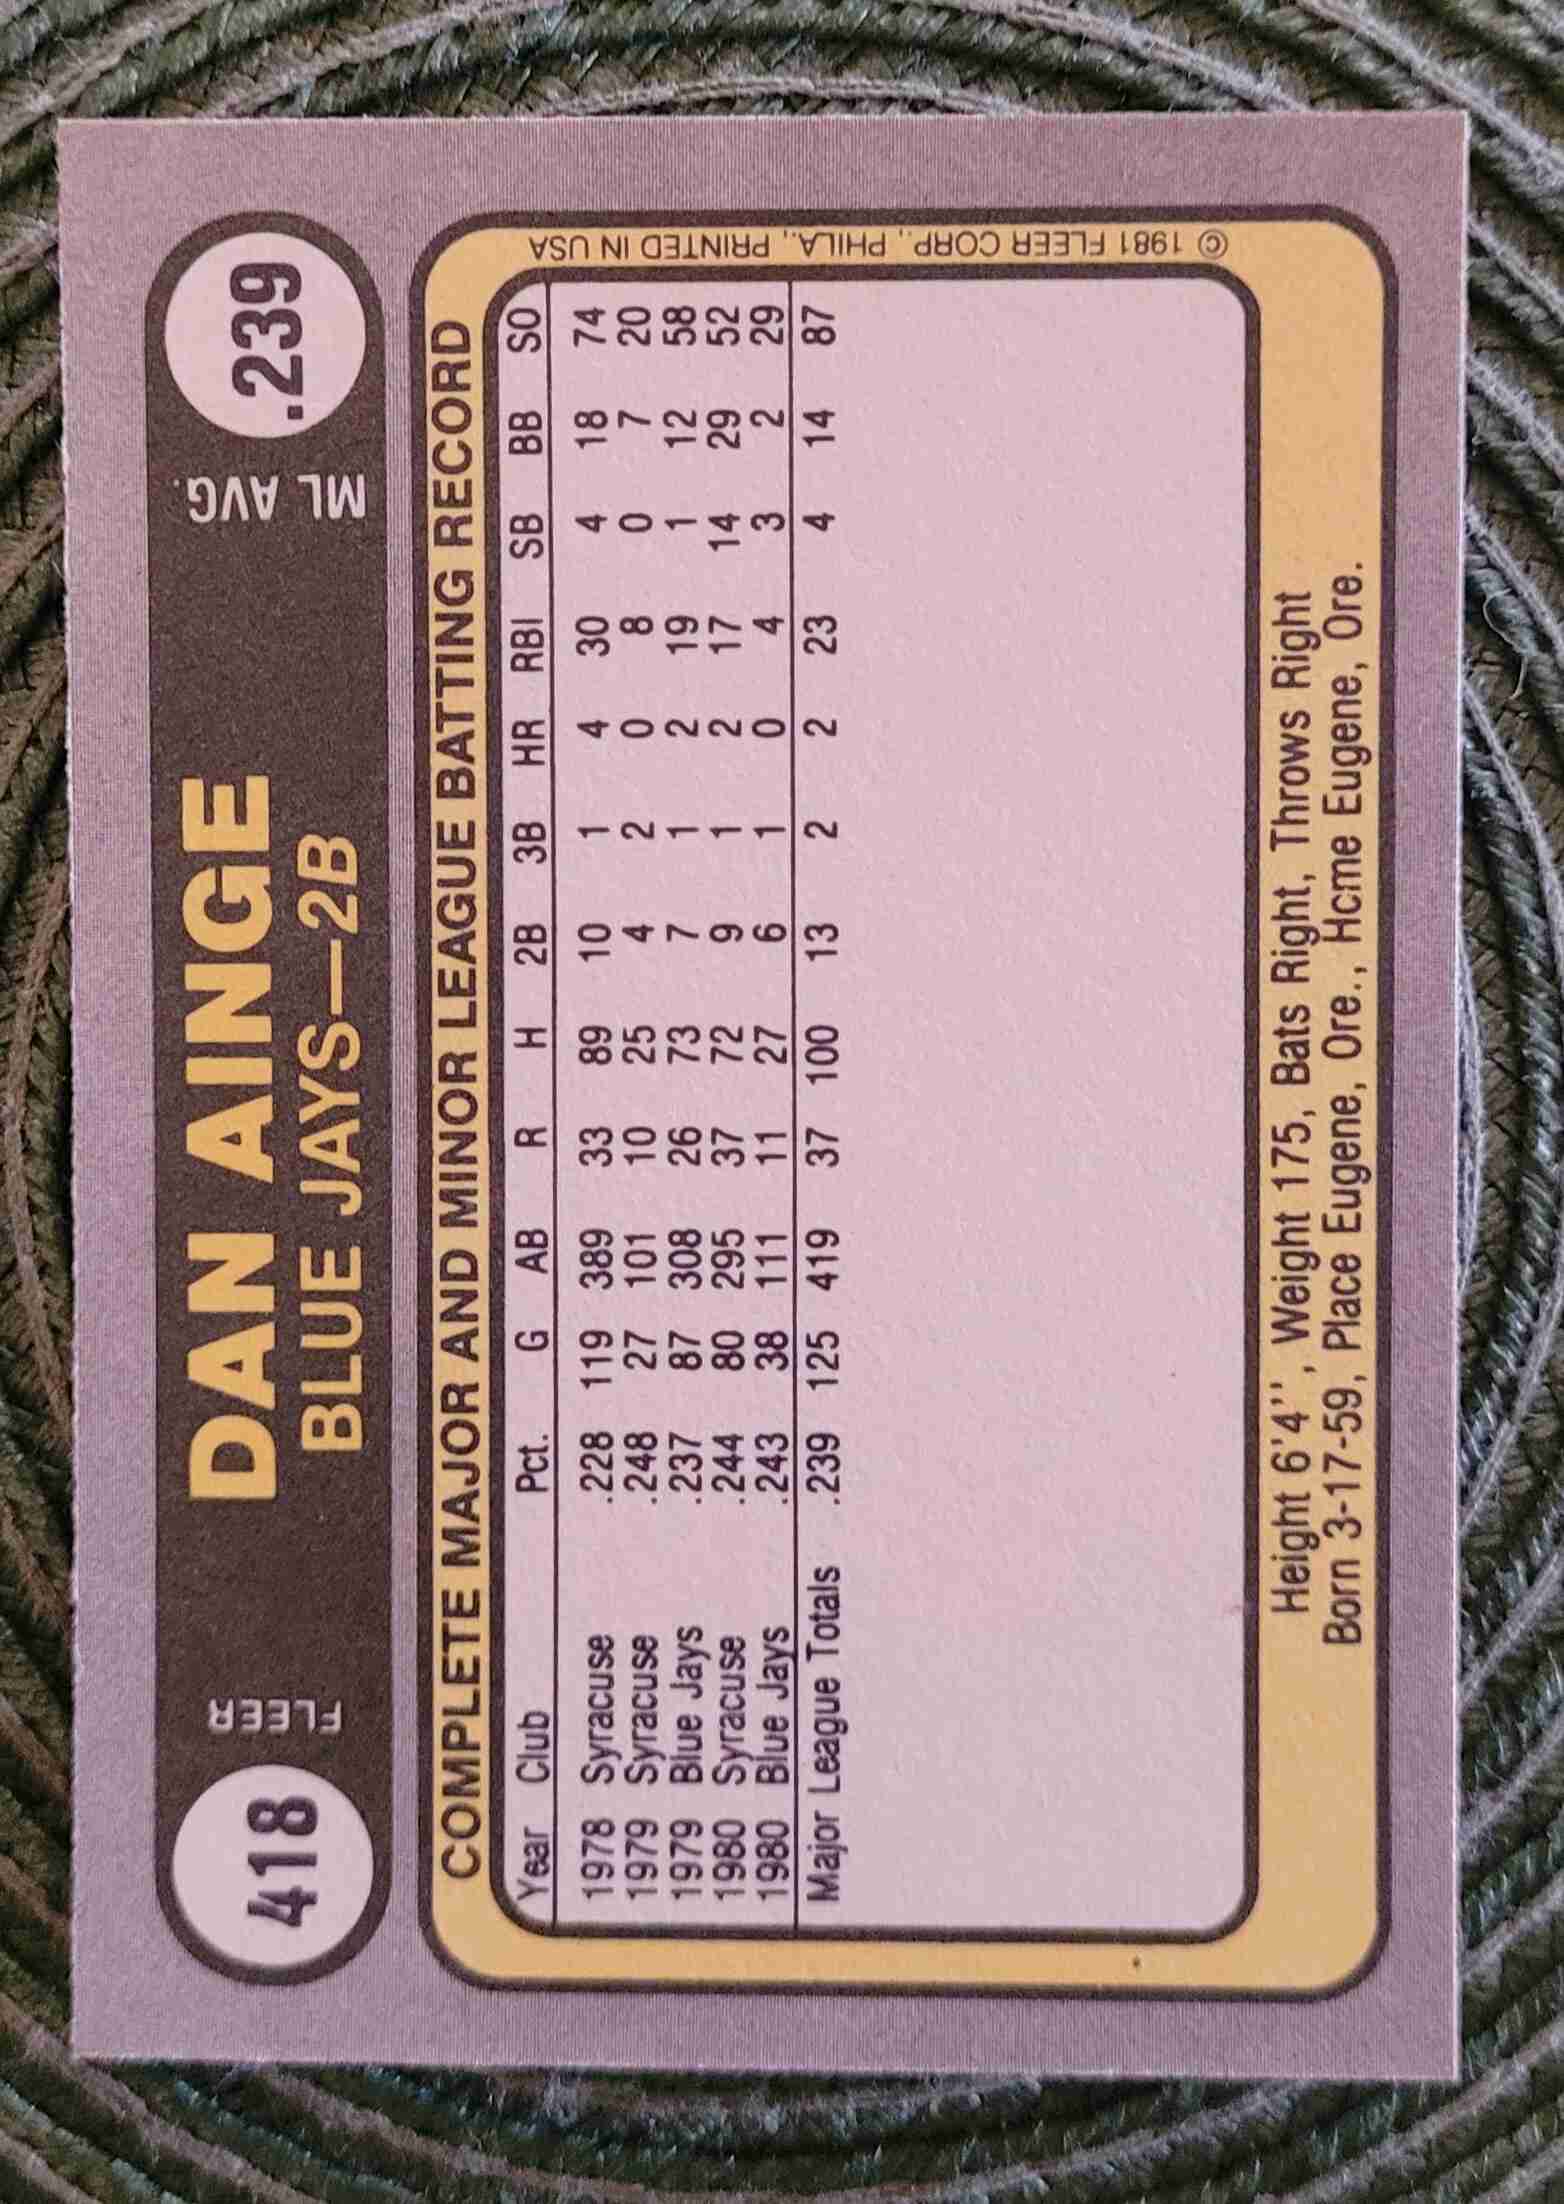 418
FLEER
DAN AINGE
BLUE JAYS—2B
ML AVG.
.239
COMPLETE MAJOR AND MINOR LEAGUE BATTING RECORD
Year Club Pct. G AB R H 2B 3B HR RBI SB BB SO
1978 Syracuse .228 119 389 33 89 10 1 4 30 4 18 74
1979 Syracuse .248 27 101 10 25 4 2 0 8 0 7 20
1979 Blue Jays .237 87 308 26 73 7 1 2 19 1 12 58
1980 Syracuse .244 80 295 37 72 9 1 2 17 14 29 52
1980 Blue Jays .243 38 111 11 27 6 1 0 4 3 2 29
Major League Totals .239 125 419 37 100 13 2 2 23 4 14 87
Height 6'4'', Weight 175, Bats Right, Throws Right
Born 3-17-59, Place Eugene, Ore., Hcme Eugene, Ore.
© 1981 FLEER CORP., PHILA., PRINTED IN USA